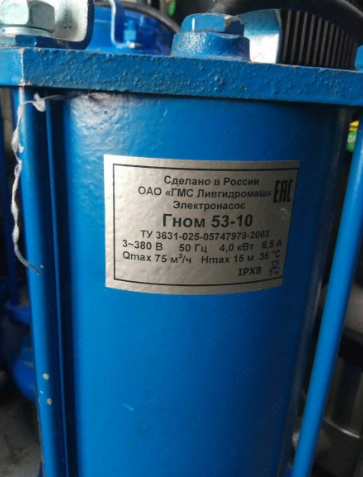 Сделано в России
ОАО «ГМС Ливгидромаш»
Электронасос
ЕАС
Гном 53-10
ТУ 3631-025-05747979-2003
3~380 В 50 Гц 4,0 кВт 8,5 А
Qmax 75 м³/ч Hmax 15 м 35 °С
IPX8